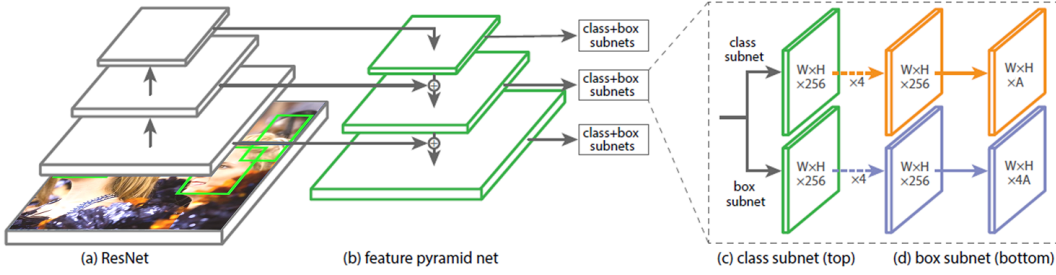 class+box
subnets
class+box
subnets
class+box
subnets
class
subnet
box
subnet
W×H
×256
×4
W×H
×256
W×H
×A
W×H
×256
×4
W×H
×256
W×H
×4A
(a) ResNet
(b) feature pyramid net
(c) class subnet (top)
(d) box subnet (bottom)